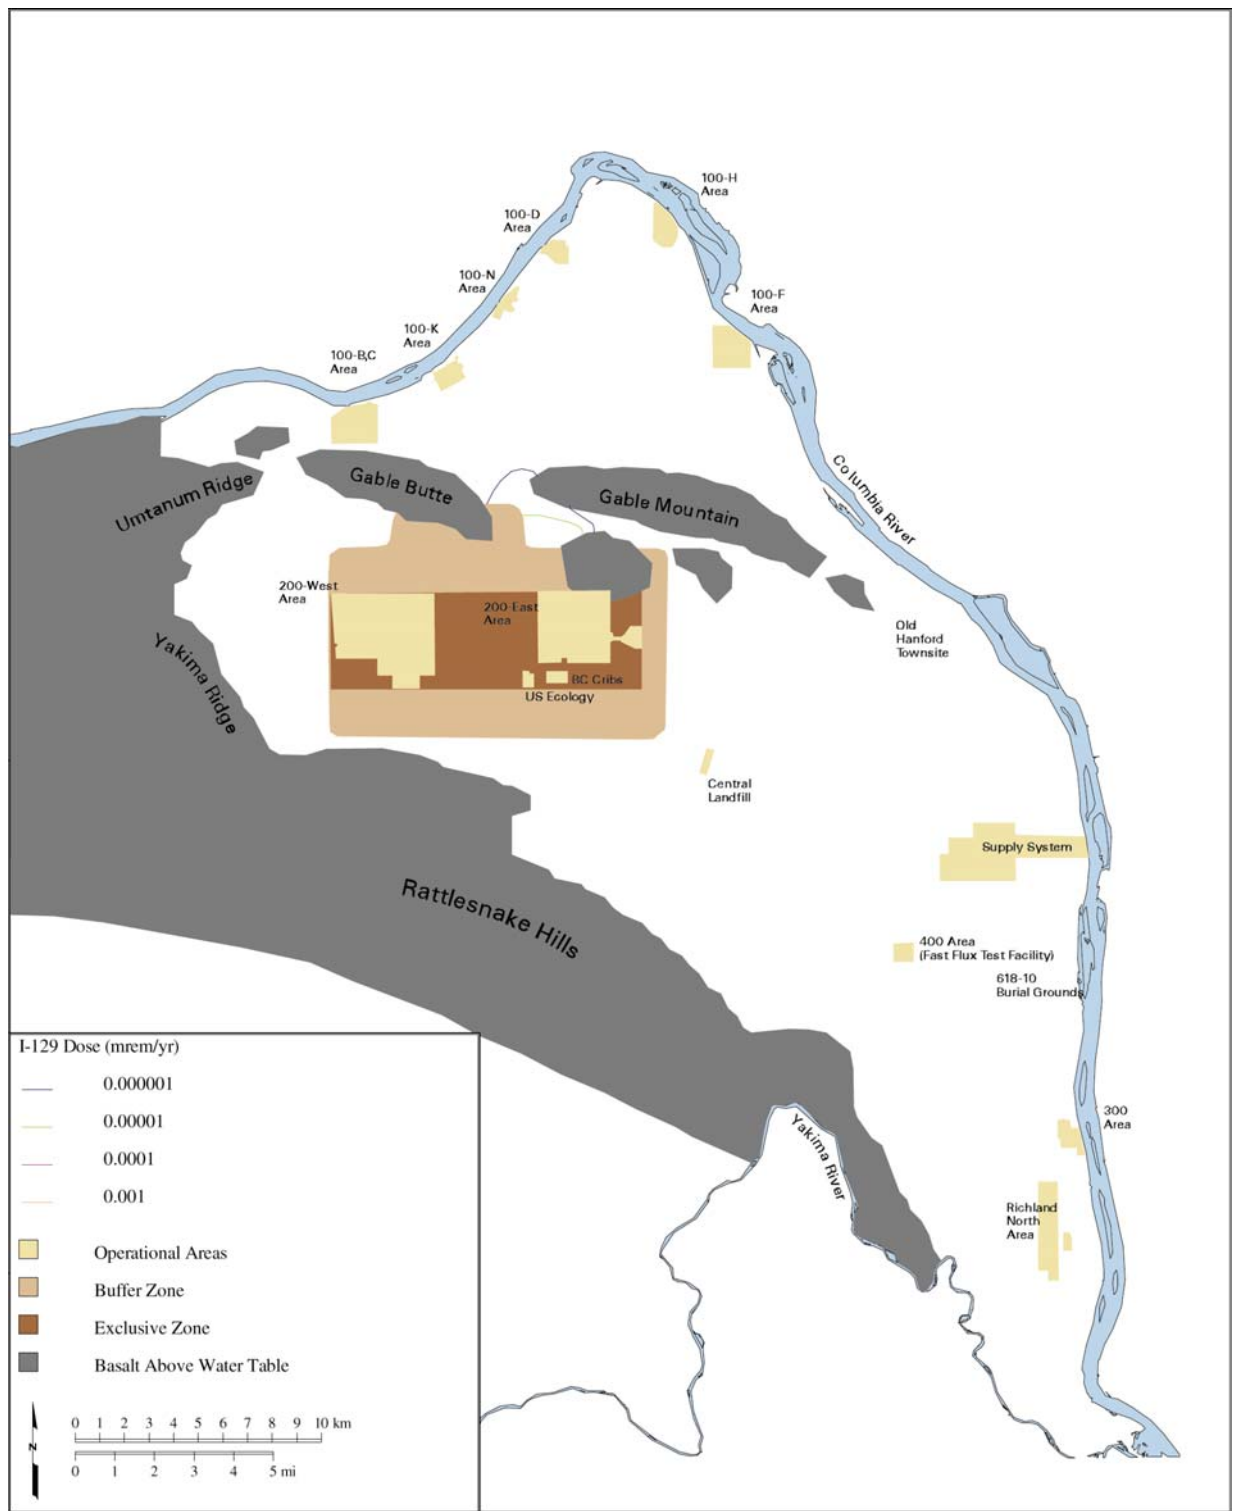 100-H
Area
100-D
Area
100-N
Area
100-F
Area
100-K
Area
100-B,C
Area
Columbia River
Umtanum Ridge
Gable Butte
Gable Mountain
200-West
Area
200-East
Area
Old
Hanford
Townsite
Yakima Ridge
BC Cribs
US Ecology
Central
Landfill
Supply System
Rattlesnake Hills
400 Area
(Fast Flux Test Facility)
618-10
Burial Grounds
300
Area
Yakima River
Richland
North
Area
I-129 Dose (mrem/yr)
0.000001
0.00001
0.0001
0.001
Operational Areas
Buffer Zone
Exclusive Zone
Basalt Above Water Table
N
0 1 2 3 4 5 6 7 8 9 10 km
0 1 2 3 4 5 mi